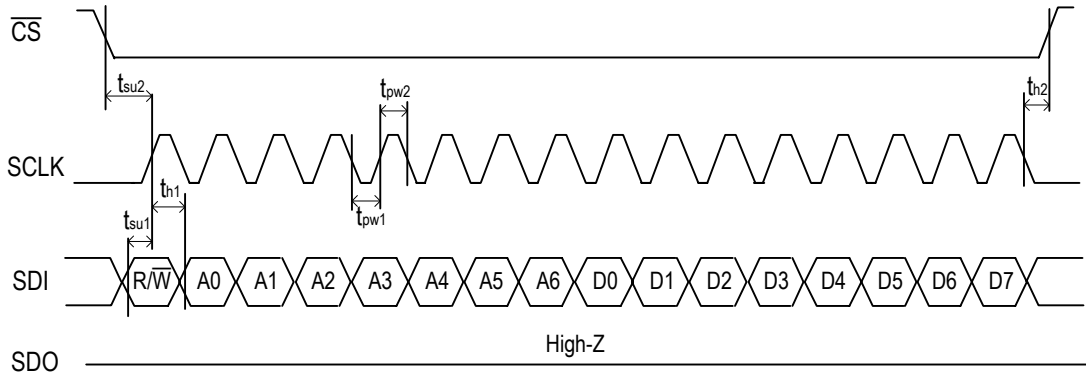 C̅S̅
tsu2
tpw2
th2
SCLK
th1
tpw1
tsu1
SDI
R/W̅ A0 A1 A2 A3 A4 A5 A6 D0 D1 D2 D3 D4 D5 D6 D7
High-Z
SDO